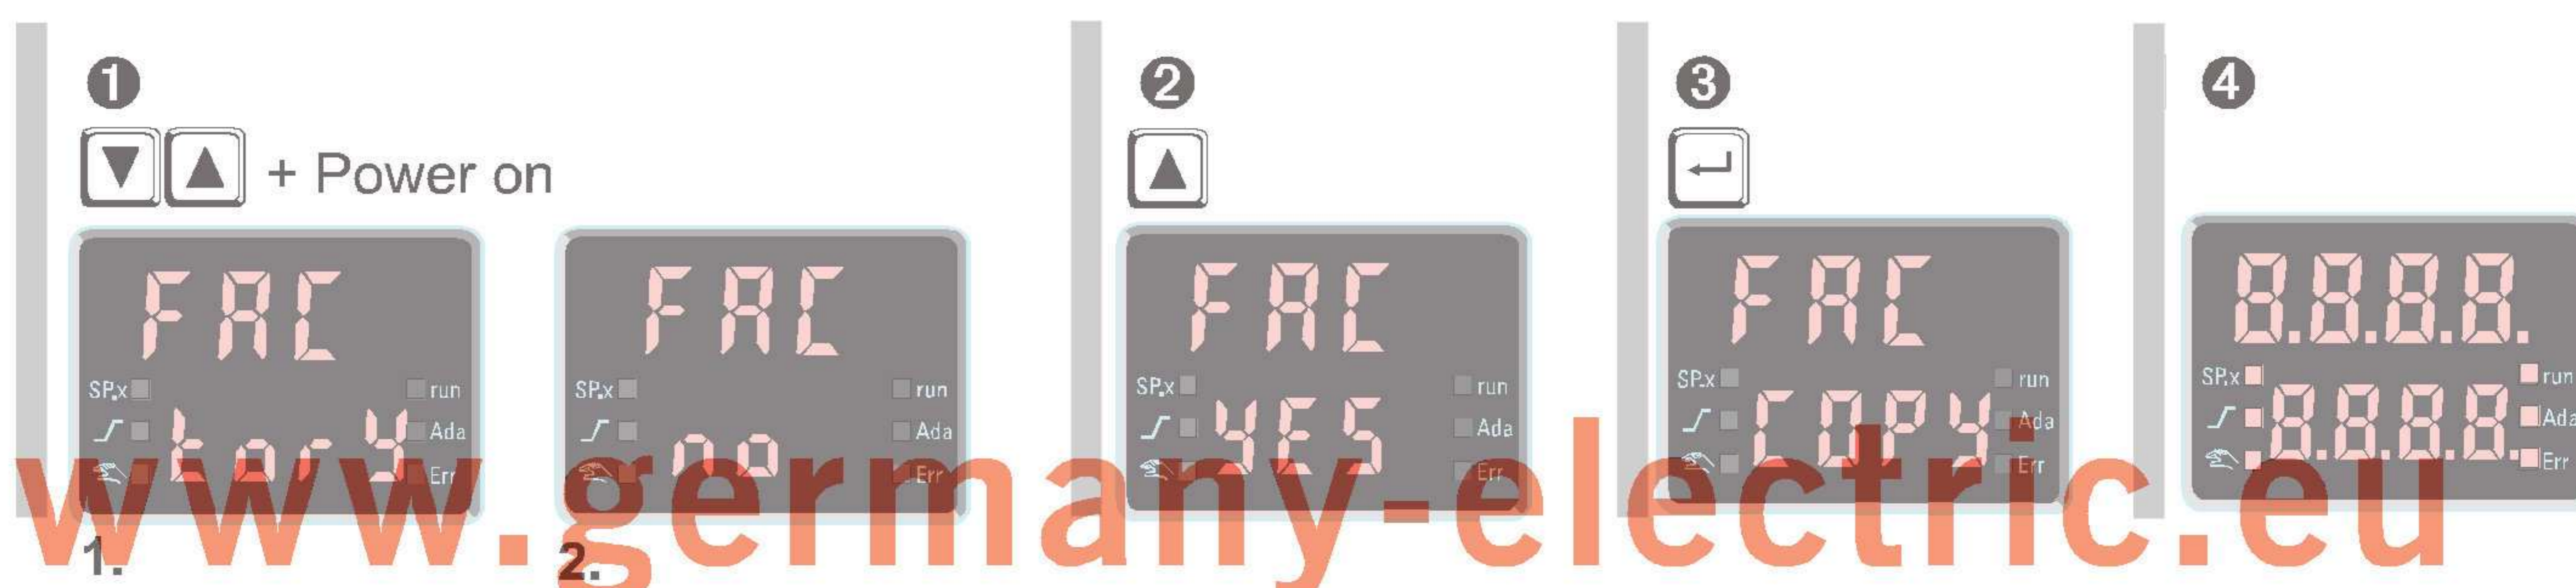 1
+ Power on
FAC
SP.x
run
torY
Ada
Err
1.
FAC
SP.x
run
no
Ada
Err
2.
2
FAC
SP.x
run
YES
Ada
Err
3
FAC
SP.x
run
COPY
Ada
Err
4
8.8.8.8.
SP.x
run
8.8.8.8.
Ada
Err
www.germany-electric.eu